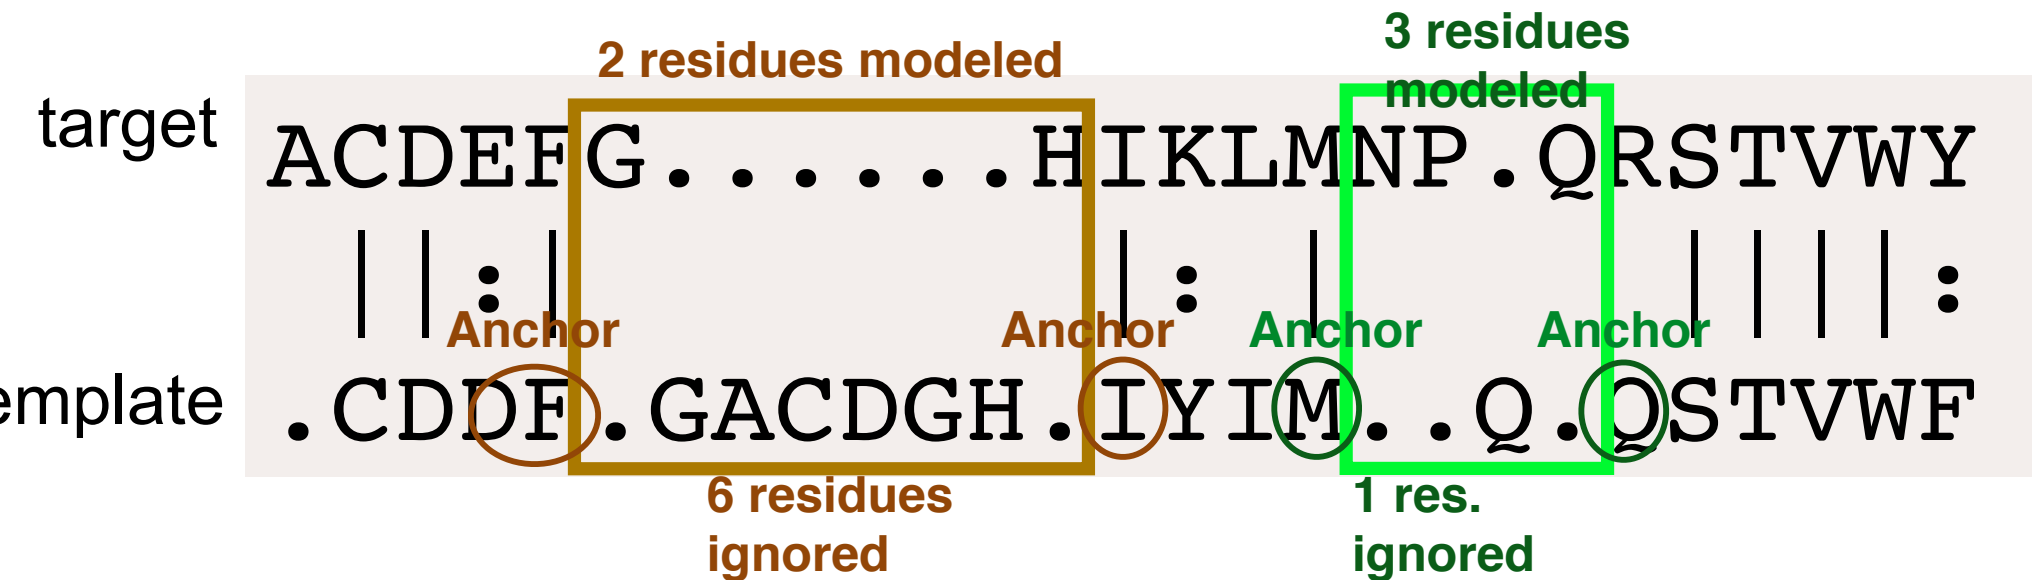 3 residues
2 residues modeled
modeled
target
ACDEFG......HIKLMNP.QRSTVWY
||:| |: | ||||:
Anchor Anchor Anchor Anchor
emplate
.CDDF.GACDGH.IYIM..Q.QSTVWF
6 residues
ignored
1 res.
ignored